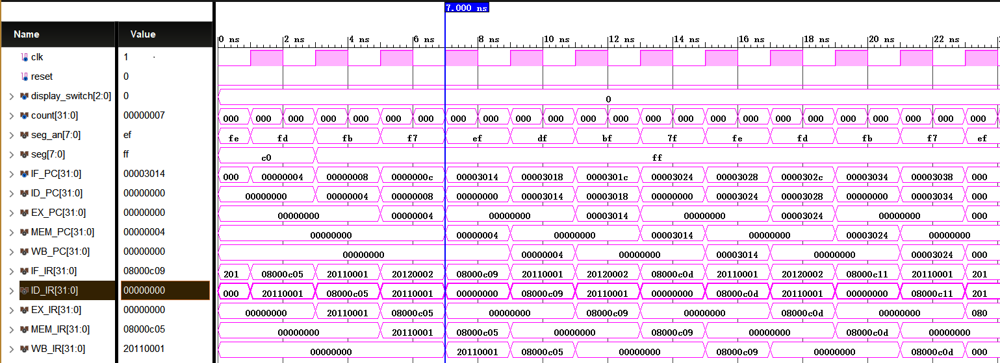 7.000 ns
Name Value
0 ns 2 ns 4 ns 6 ns 8 ns 10 ns 12 ns 14 ns 16 ns 18 ns 20 ns 22 ns
clk 1
reset 0
display_switch[2:0] 0 0
count[31:0] 00000007 000 000 000 000 000 000 000 000 000 000 000 000 000 000 000 000 000 000 000 000 000 000 000 000
seg_an[7:0] ef fe fd fb f7 ef df bf 7f fe fd fb f7 ef
seg[7:0] ff c0 ff
IF_PC[31:0] 00003014 000 00000004 00000008 0000000c 00003014 00003018 0000301c 00003024 00003028 0000302c 00003034 00003038 000
ID_PC[31:0] 00000000 00000000 00000004 00000008 00000000 00003014 00003018 00000000 00003024 00003028 00000000 00003034 000
EX_PC[31:0] 00000000 00000000 00000004 00000000 00003014 00000000 00003024 00000000 000
MEM_PC[31:0] 00000004 00000000 00000004 00000000 00003014 00000000 00003024 00000000
WB_PC[31:0] 00000000 00000000 00000004 00000000 00003014 00000000 00003024 000
IF_IR[31:0] 08000c09 201 08000c05 20110001 20120002 08000c09 20110001 20120002 08000c0d 20110001 20120002 08000c11 20110001 201
ID_IR[31:0] 00000000 000 20110001 08000c05 20110001 00000000 08000c09 20110001 00000000 08000c0d 20110001 00000000 08000c11 201
EX_IR[31:0] 00000000 00000000 20110001 08000c05 00000000 08000c09 00000000 08000c0d 00000000 080
MEM_IR[31:0] 08000c05 00000000 20110001 08000c05 00000000 08000c09 00000000 08000c0d 00000000
WB_IR[31:0] 20110001 00000000 20110001 08000c05 00000000 08000c09 00000000 08000c0d 000